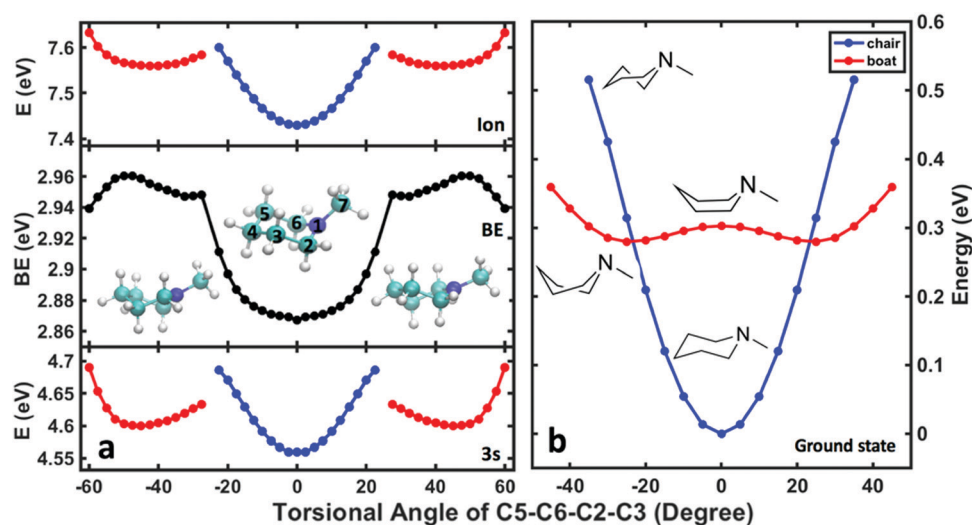 7.6
7.5
7.4
E (eV)
Ion
2.96
2.94
2.92
2.9
2.88
2.86
BE (eV)
BE
5
6
1
7
4
3
2
4.7
4.65
4.6
4.55
E (eV)
a
3s
-60
-40
-20
0
20
40
60
chair
boat
N
N
N
N
b
Ground state
0.6
0.5
0.4
0.3
0.2
0.1
0
Energy (eV)
-40
-20
0
20
40
Torsional Angle of C5-C6-C2-C3 (Degree)